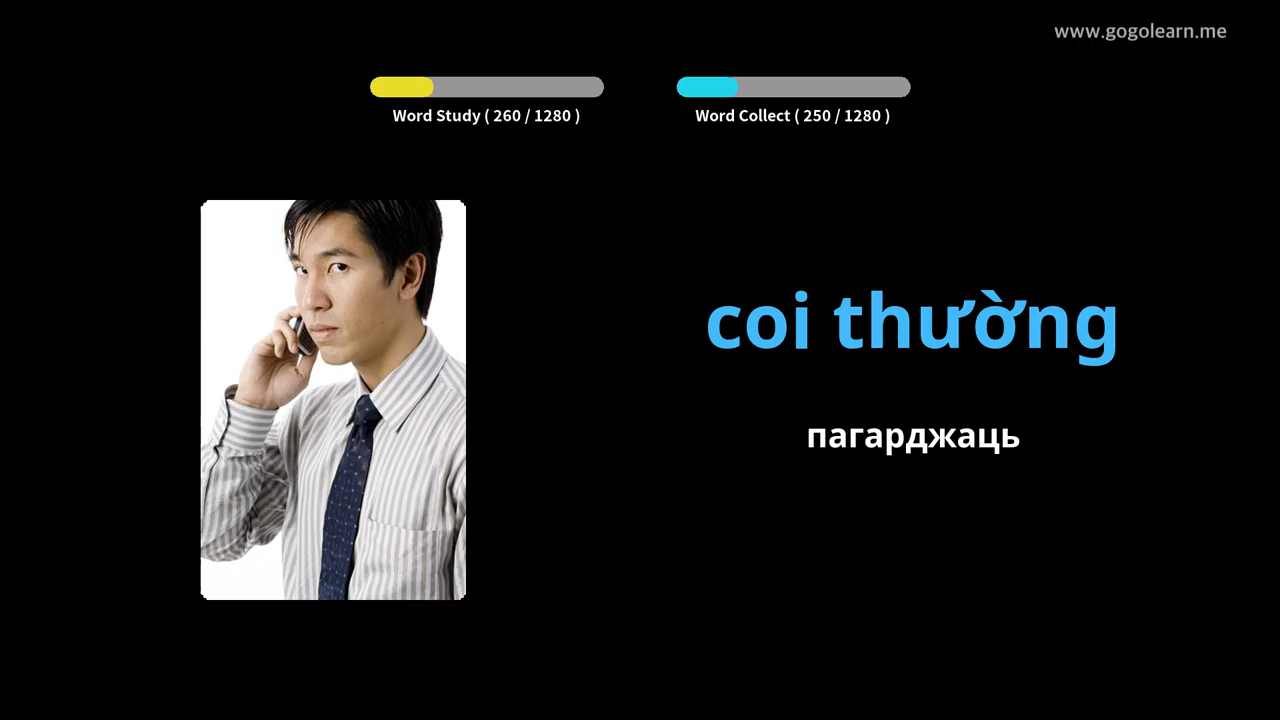 www.gogolearn.me
Word Study ( 260 / 1280 )
Word Collect ( 250 / 1280 )
coi thường
пагарджаць